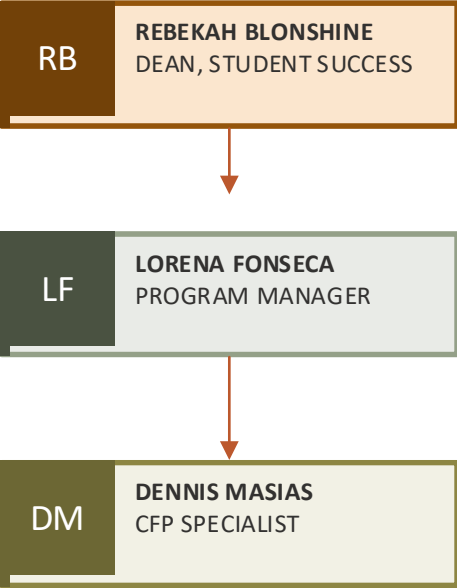 RB
REBEKAH BLONSHINE
DEAN, STUDENT SUCCESS
LF
LORENA FONSECA
PROGRAM MANAGER
DM
DENNIS MASIAS
CFP SPECIALIST